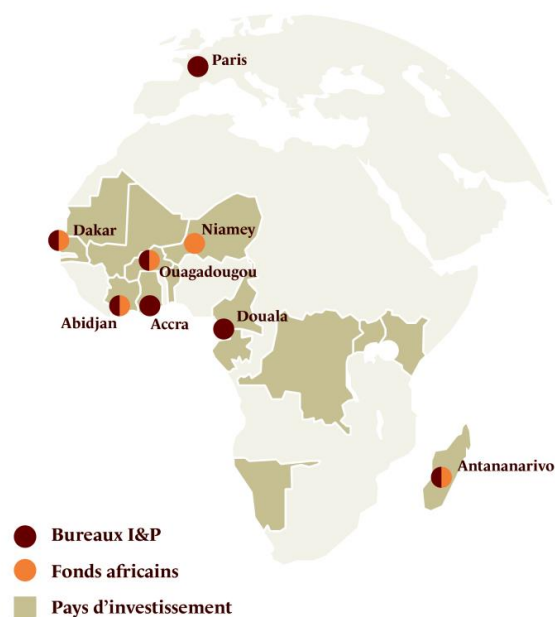 Paris
Dakar
Niamey
Ouagadougou
Abidjan
Accra
Douala
Antananarivo
Bureaux I&P
Fonds africains
Pays d'investissement